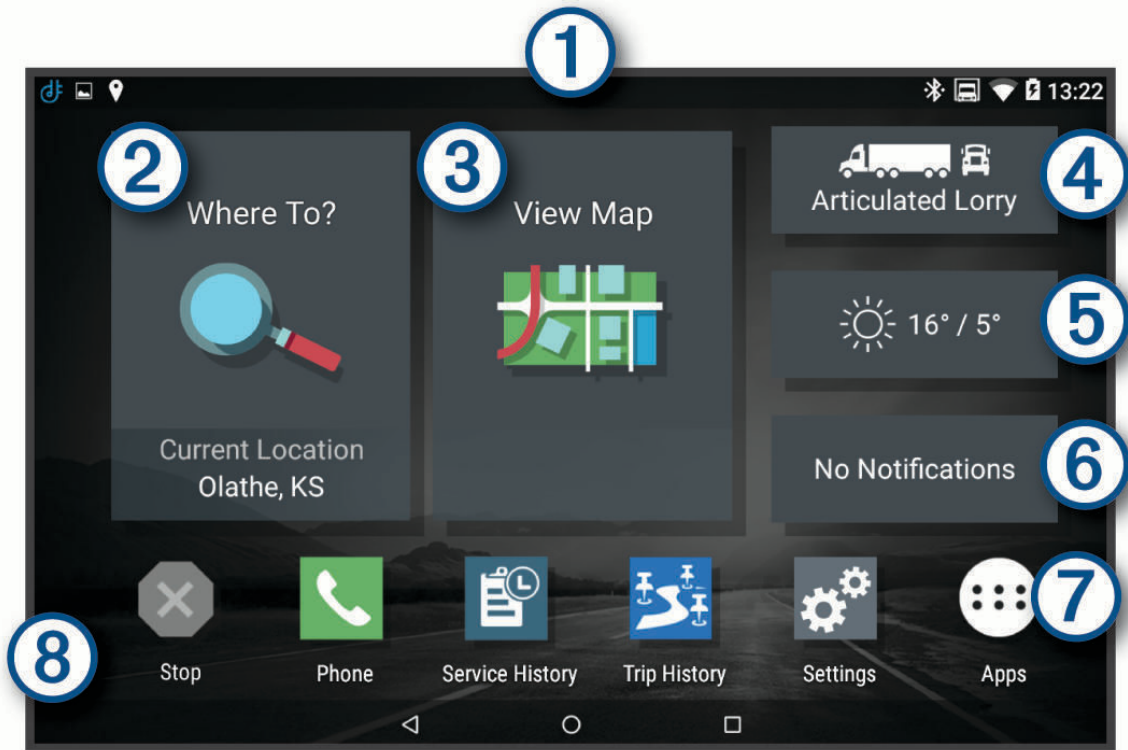 1
13:22
2
Where To?
Current Location
Olathe, KS
3
View Map
4
Articulated Lorry
5
16° / 5°
6
No Notifications
7
8
Stop
Phone
Service History
Trip History
Settings
Apps